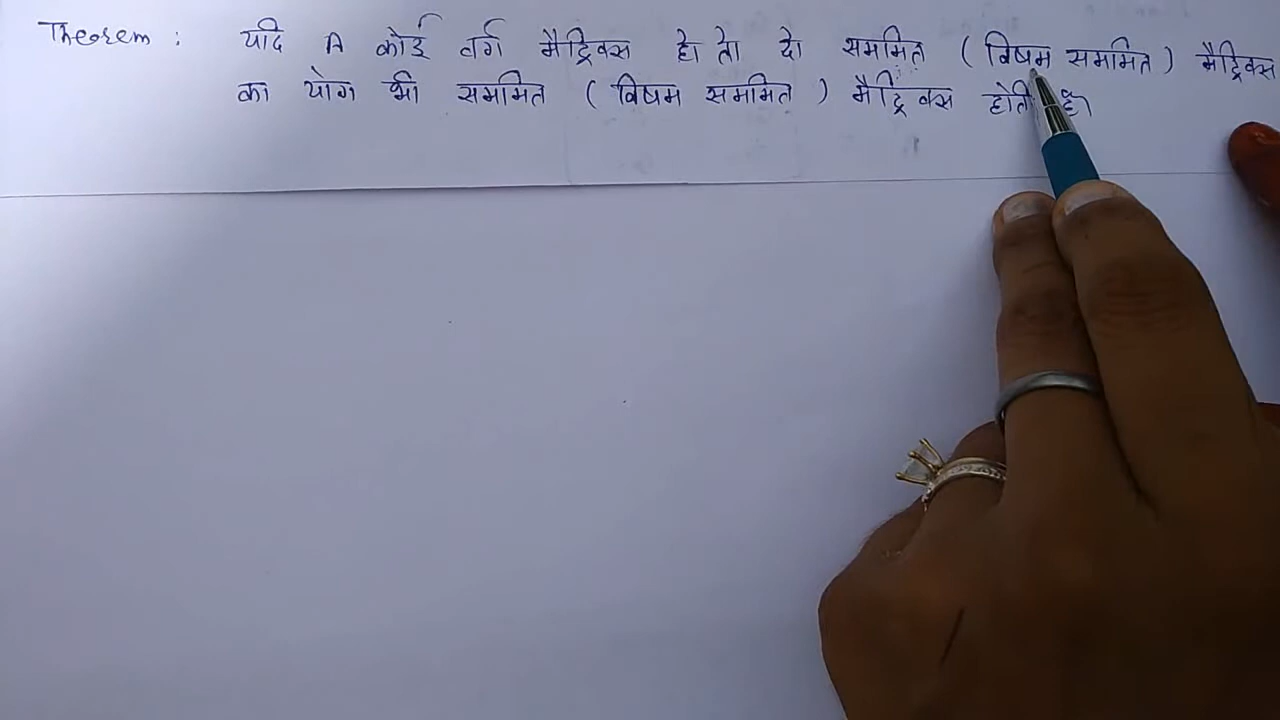 Theorem : यदि A कोई वर्ग मैट्रिक्स हो तो दो सममित ( विषम सममित ) मैट्रिक्स
का योग भी सममित ( विषम सममित ) मैट्रिक्स होती है